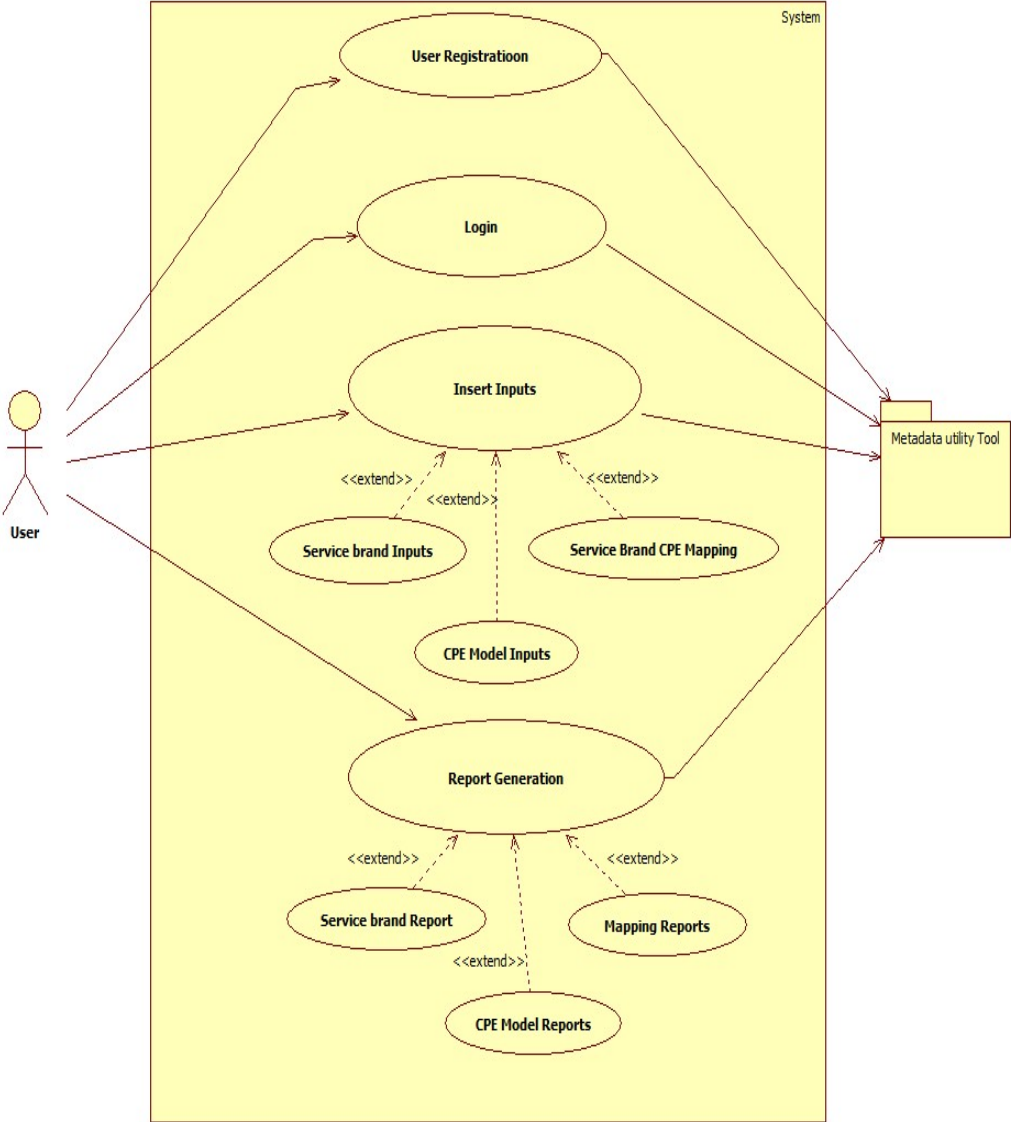 System
User Registratioon
Login
Insert Inputs
Metadata utility Tool
<<extend>>
<<extend>>
<<extend>>
User
Service brand Inputs
Service Brand CPE Mapping
CPE Model Inputs
Report Generation
<<extend>>
<<extend>>
Service brand Report
Mapping Reports
<<extend>>
CPE Model Reports